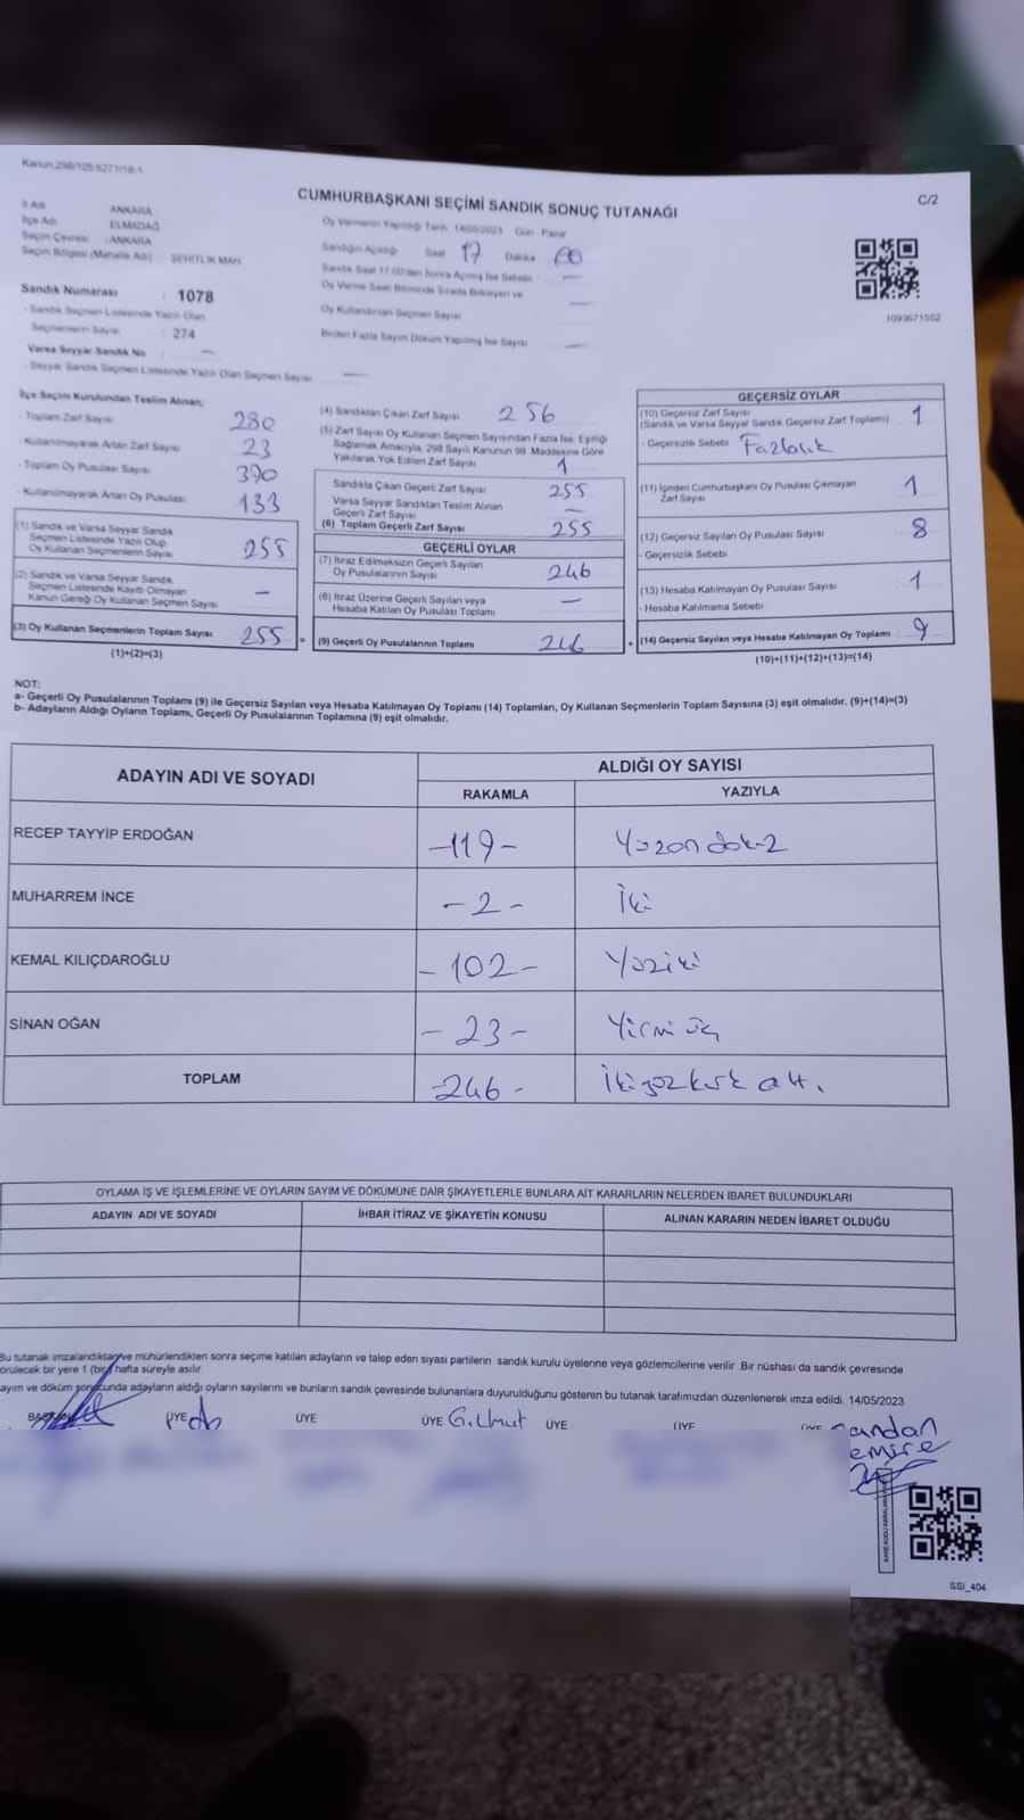 Kanun:298/105.6271/18-1
CUMHURBAŞKANI SEÇİMİ SANDIK SONUÇ TUTANAĞI
C/2
İl Adı ANKARA
İlçe Adı ELMADAĞ
Seçim Çevresi : ANKARA
Seçim Bölgesi (Mahalle Adı) : ŞEHİTLİK MAH.
Sandık Numarası : 1078
- Sandık Seçmen Listesinde Yazılı Olan
Seçmenlerin Sayısı : 274
Varsa Seyyar Sandık No : —
- Seyyar Sandık Seçmen Listesinde Yazılı Olan Seçmen Sayısı —
Oy Vermenin Yapıldığı Tarih 14/05/2023 Gün : Pazar
Sandığın Açıldığı Saat 17 Dakika 00
Sandık Saat 17.00'den Sonra Açılmış İse Sebebi —
Oy Verme Saati Bitiminde Sırada Bekleyen ve
Oy Kullandırılan Seçmen Sayısı —
Birden Fazla Sayım Döküm Yapılmış İse Sayısı —
1093671502
İlçe Seçim Kurulundan Teslim Alınan;
- Toplam Zarf Sayısı 280
- Kullanılmayarak Artan Zarf Sayısı 23
- Toplam Oy Pusulası Sayısı 390
- Kullanılmayarak Artan Oy Pusulası 133
(1) Sandık ve Varsa Seyyar Sandık
Seçmen Listesinde Yazılı Olup
Oy Kullanan Seçmenlerin Sayısı 255
(2) Sandık ve Varsa Seyyar Sandık
Seçmen Listesinde Kayıtlı Olmayan
Kanun Gereği Oy Kullanan Seçmen Sayısı —
(3) Oy Kullanan Seçmenlerin Toplam Sayısı 255
(1)+(2)=(3)
(4) Sandıktan Çıkan Zarf Sayısı 256
(5) Zarf Sayısı Oy Kullanan Seçmen Sayısından Fazla İse, Eşitliği
Sağlamak Amacıyla, 298 Sayılı Kanunun 98. Maddesine Göre
Yakılarak Yok Edilen Zarf Sayısı 1
Sandıkta Çıkan Geçerli Zarf Sayısı 255
Varsa Seyyar Sandıktan Teslim Alınan
Geçerli Zarf Sayısı —
(6) Toplam Geçerli Zarf Sayısı 255
GEÇERLİ OYLAR
(7) İtiraz Edilmeksizin Geçerli Sayılan
Oy Pusulalarının Sayısı 246
(8) İtiraz Üzerine Geçerli Sayılan veya
Hesaba Katılan Oy Pusulası Toplamı —
(9) Geçerli Oy Pusulalarının Toplamı 246
GEÇERSİZ OYLAR
(10) Geçersiz Zarf Sayısı
(Sandık ve Varsa Seyyar Sandık Geçersiz Zarf Toplamı) 1
- Geçersizlik Sebebi Fazlalık
(11) İçinden Cumhurbaşkanı Oy Pusulası Çıkmayan
Zarf Sayısı 1
(12) Geçersiz Sayılan Oy Pusulası Sayısı 8
- Geçersizlik Sebebi
(13) Hesaba Katılmayan Oy Pusulası Sayısı 1
- Hesaba Katılmama Sebebi
(14) Geçersiz Sayılan veya Hesaba Katılmayan Oy Toplamı 9
(10)+(11)+(12)+(13)=(14)
NOT:
a- Geçerli Oy Pusulalarının Toplamı (9) ile Geçersiz Sayılan veya Hesaba Katılmayan Oy Toplamı (14) Toplamları, Oy Kullanan Seçmenlerin Toplam Sayısına (3) eşit olmalıdır. (9)+(14)=(3)
b- Adayların Aldığı Oyların Toplamı, Geçerli Oy Pusulalarının Toplamına (9) eşit olmalıdır.
ADAYIN ADI VE SOYADI
ALDIĞI OY SAYISI
RAKAMLA YAZIYLA
RECEP TAYYİP ERDOĞAN -119- Yüzondokuz
MUHARREM İNCE -2- İki
KEMAL KILIÇDAROĞLU -102- Yüziki
SİNAN OĞAN -23- Yirmi üç
TOPLAM -246- İkiyüzkırk altı.
OYLAMA İŞ VE İŞLEMLERİNE VE OYLARIN SAYIM VE DÖKÜMÜNE DAİR ŞİKAYETLERLE BUNLARA AİT KARARLARIN NELERDEN İBARET BULUNDUKLARI
ADAYIN ADI VE SOYADI İHBAR İTİRAZ VE ŞİKAYETİN KONUSU ALINAN KARARIN NEDEN İBARET OLDUĞU
Bu tutanak imzalandıktan ve mühürlendikten sonra seçime katılan adayların ve talep eden siyasi partilerin sandık kurulu üyelerine veya gözlemcilerine verilir. Bir nüshası da sandık çevresinde
görülecek bir yere 1 (bir) hafta süreyle asılır.
ayım ve döküm sonucunda adayların aldığı oyların sayılarını ve bunların sandık çevresinde bulunanlara duyurulduğunu gösteren bu tutanak tarafımızdan düzenlenerek imza edildi. 14/05/2023
BAŞKAN ÜYE ÜYE ÜYE ÜYE ÜYE ÜYE
andan
emire
SSI_404